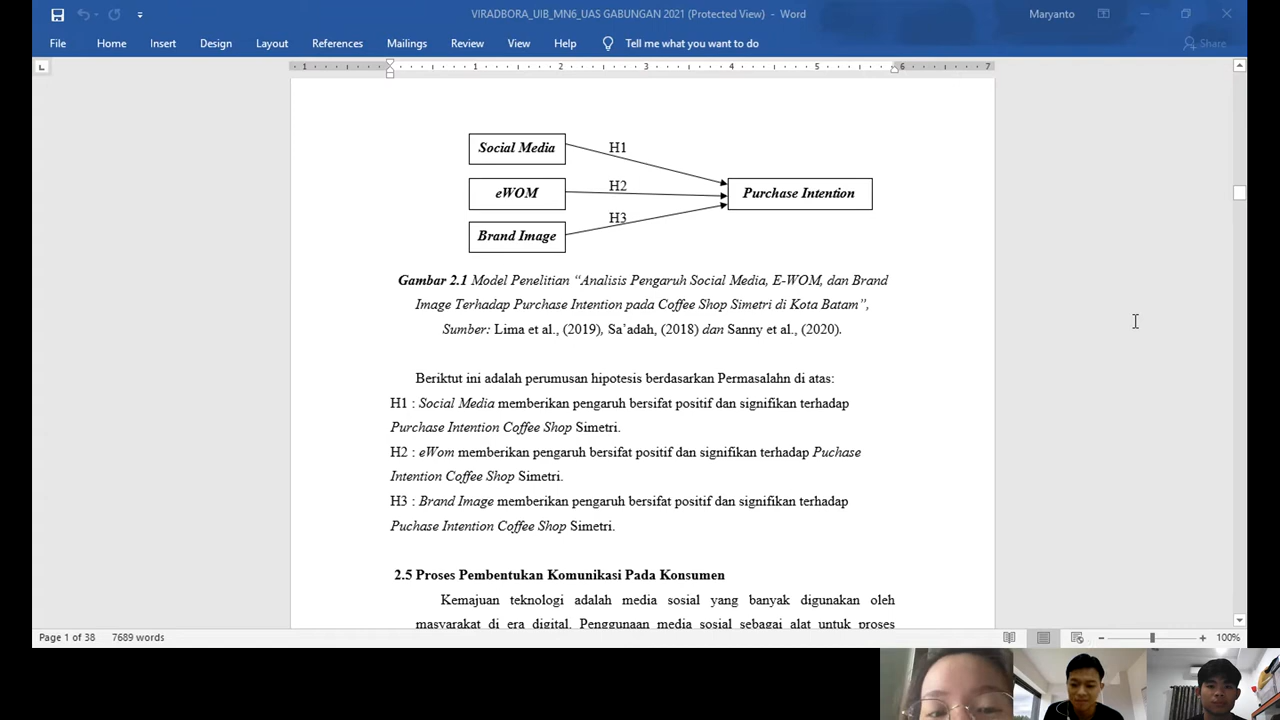 VIRADBORA_UIB_MN6_UAS GABUNGAN 2021 (Protected View) - Word
Maryanto
File Home Insert Design Layout References Mailings Review View Help Tell me what you want to do Share
1 1 2 3 4 5 6 7
Social Media
H1
eWOM
H2
Purchase Intention
H3
Brand Image
Gambar 2.1 Model Penelitian “Analisis Pengaruh Social Media, E-WOM, dan Brand
Image Terhadap Purchase Intention pada Coffee Shop Simetri di Kota Batam”,
Sumber: Lima et al., (2019), Sa’adah, (2018) dan Sanny et al., (2020).
Beriktut ini adalah perumusan hipotesis berdasarkan Permasalahn di atas:
H1 : Social Media memberikan pengaruh bersifat positif dan signifikan terhadap
Purchase Intention Coffee Shop Simetri.
H2 : eWom memberikan pengaruh bersifat positif dan signifikan terhadap Puchase
Intention Coffee Shop Simetri.
H3 : Brand Image memberikan pengaruh bersifat positif dan signifikan terhadap
Puchase Intention Coffee Shop Simetri.
2.5 Proses Pembentukan Komunikasi Pada Konsumen
Kemajuan teknologi adalah media sosial yang banyak digunakan oleh
masyarakat di era digital. Penggunaan media sosial sebagai alat untuk proses
Page 1 of 38 7689 words 100%